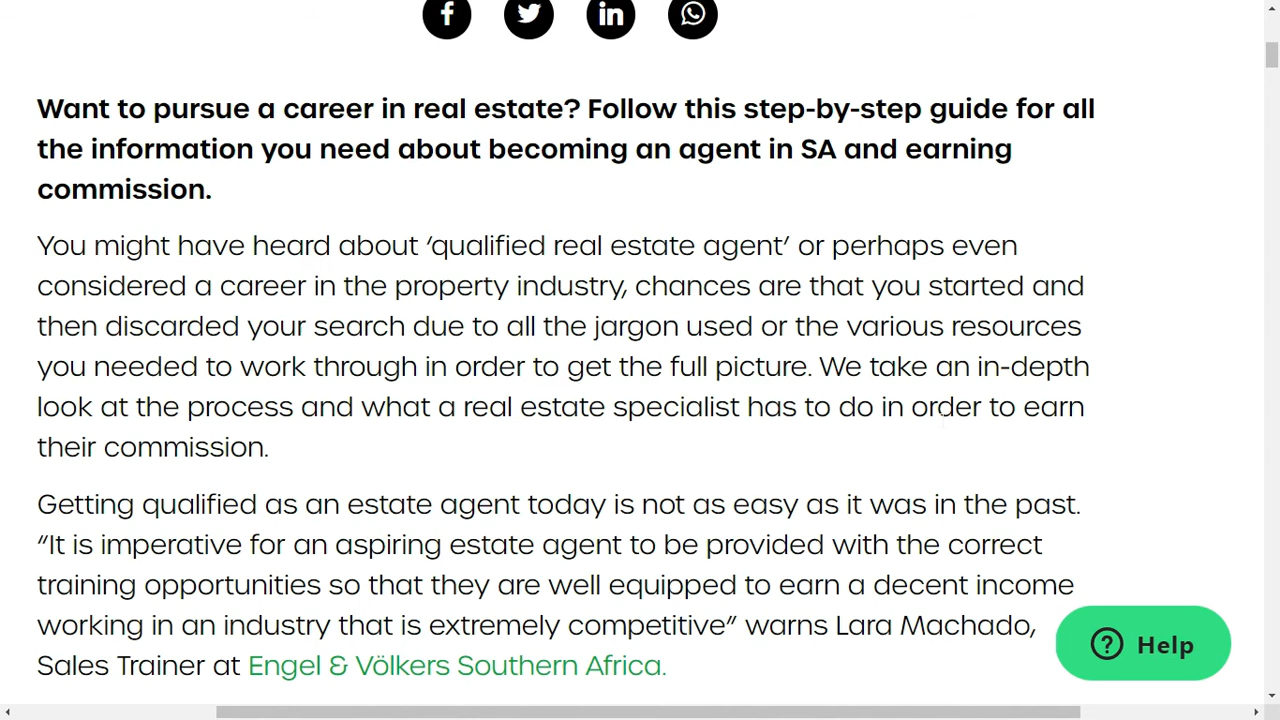 Want to pursue a career in real estate? Follow this step-by-step guide for all
the information you need about becoming an agent in SA and earning
commission.
You might have heard about ‘qualified real estate agent’ or perhaps even
considered a career in the property industry, chances are that you started and
then discarded your search due to all the jargon used or the various resources
you needed to work through in order to get the full picture. We take an in-depth
look at the process and what a real estate specialist has to do in order to earn
their commission.
Getting qualified as an estate agent today is not as easy as it was in the past.
“It is imperative for an aspiring estate agent to be provided with the correct
training opportunities so that they are well equipped to earn a decent income
working in an industry that is extremely competitive” warns Lara Machado,
Sales Trainer at Engel & Völkers Southern Africa.
Help